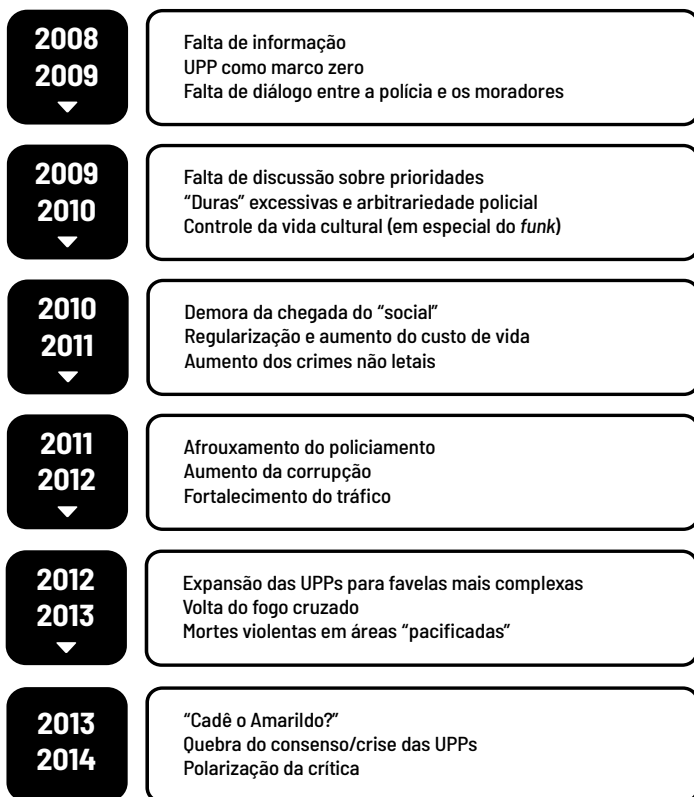 2008
2009
Falta de informação
UPP como marco zero
Falta de diálogo entre a polícia e os moradores
2009
2010
Falta de discussão sobre prioridades
“Duras” excessivas e arbitrariedade policial
Controle da vida cultural (em especial do funk)
2010
2011
Demora da chegada do “social”
Regularização e aumento do custo de vida
Aumento dos crimes não letais
2011
2012
Afrouxamento do policiamento
Aumento da corrupção
Fortalecimento do tráfico
2012
2013
Expansão das UPPs para favelas mais complexas
Volta do fogo cruzado
Mortes violentas em áreas “pacificadas”
2013
2014
“Cadê o Amarildo?”
Quebra do consenso/crise das UPPs
Polarização da crítica